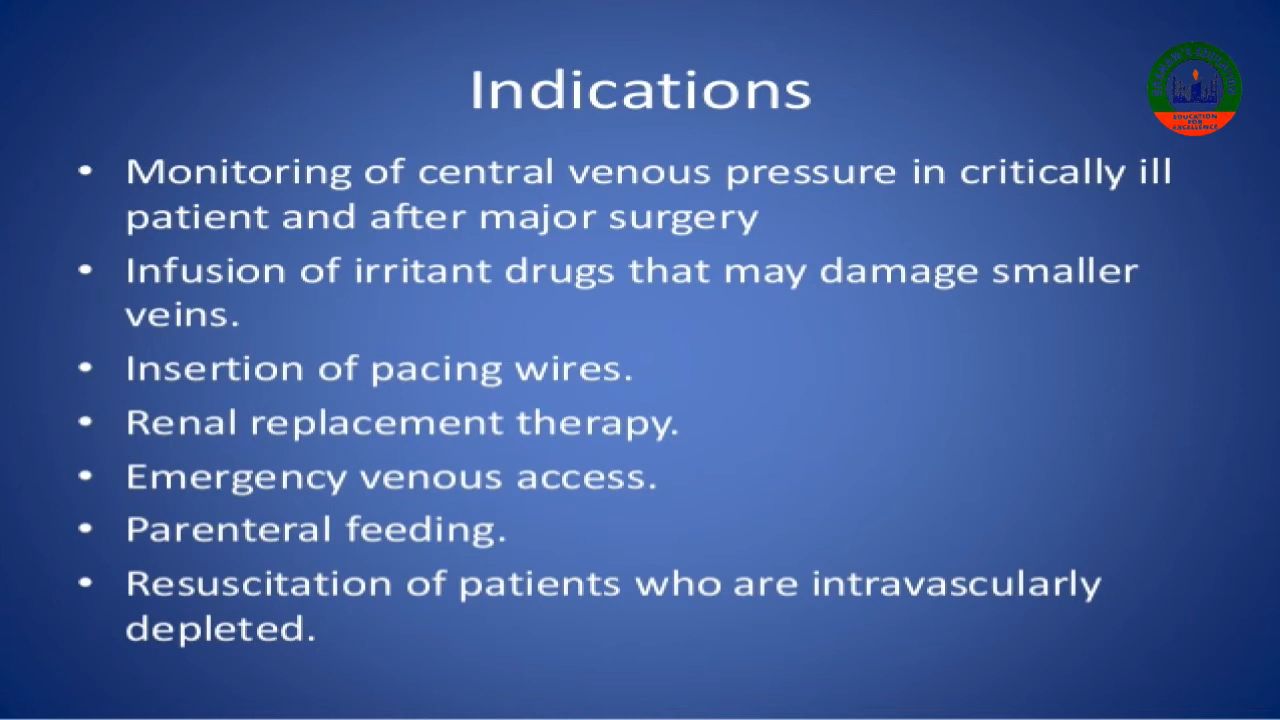 Indications
• Monitoring of central venous pressure in critically ill
patient and after major surgery
• Infusion of irritant drugs that may damage smaller
veins.
• Insertion of pacing wires.
• Renal replacement therapy.
• Emergency venous access.
• Parenteral feeding.
• Resuscitation of patients who are intravascularly
depleted.
EDUCATION
FOR
EXCELLENCE